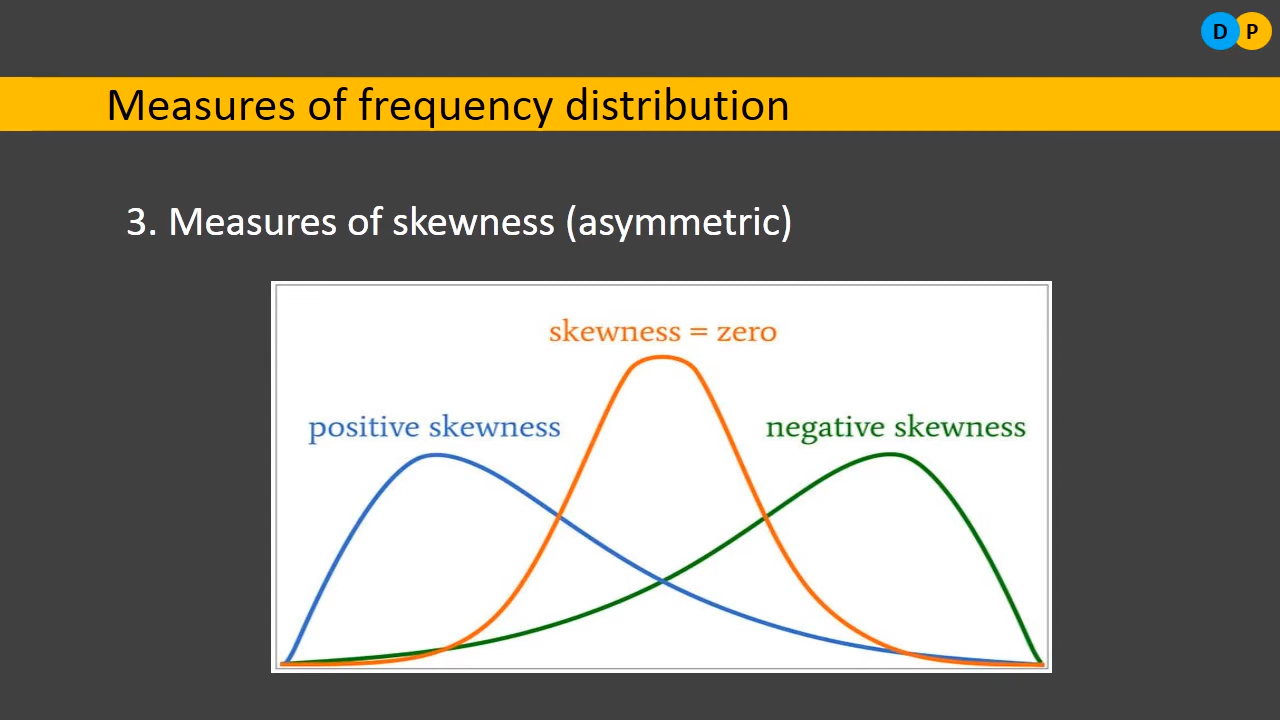 D P
Measures of frequency distribution
3. Measures of skewness (asymmetric)
skewness = zero
positive skewness
negative skewness